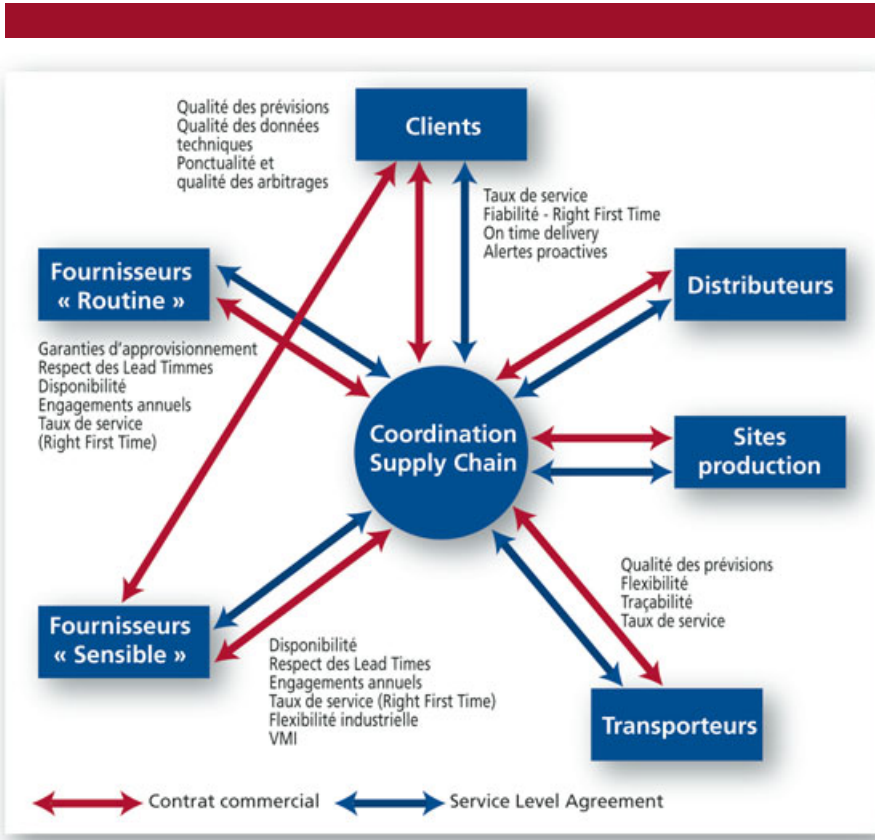 Qualité des prévisions
Qualité des données
techniques
Ponctualité et
qualité des arbitrages
Clients
Taux de service
Fiabilité - Right First Time
On time delivery
Alertes proactives
Fournisseurs
« Routine »
Distributeurs
Garanties d'approvisionnement
Respect des Lead Timmes
Disponibilité
Engagements annuels
Taux de service
(Right First Time)
Coordination
Supply Chain
Sites
production
Qualité des prévisions
Flexibilité
Traçabilité
Taux de service
Fournisseurs
« Sensible »
Disponibilité
Respect des Lead Times
Engagements annuels
Taux de service (Right First Time)
Flexibilité industrielle
VMI
Transporteurs
Contrat commercial
Service Level Agreement